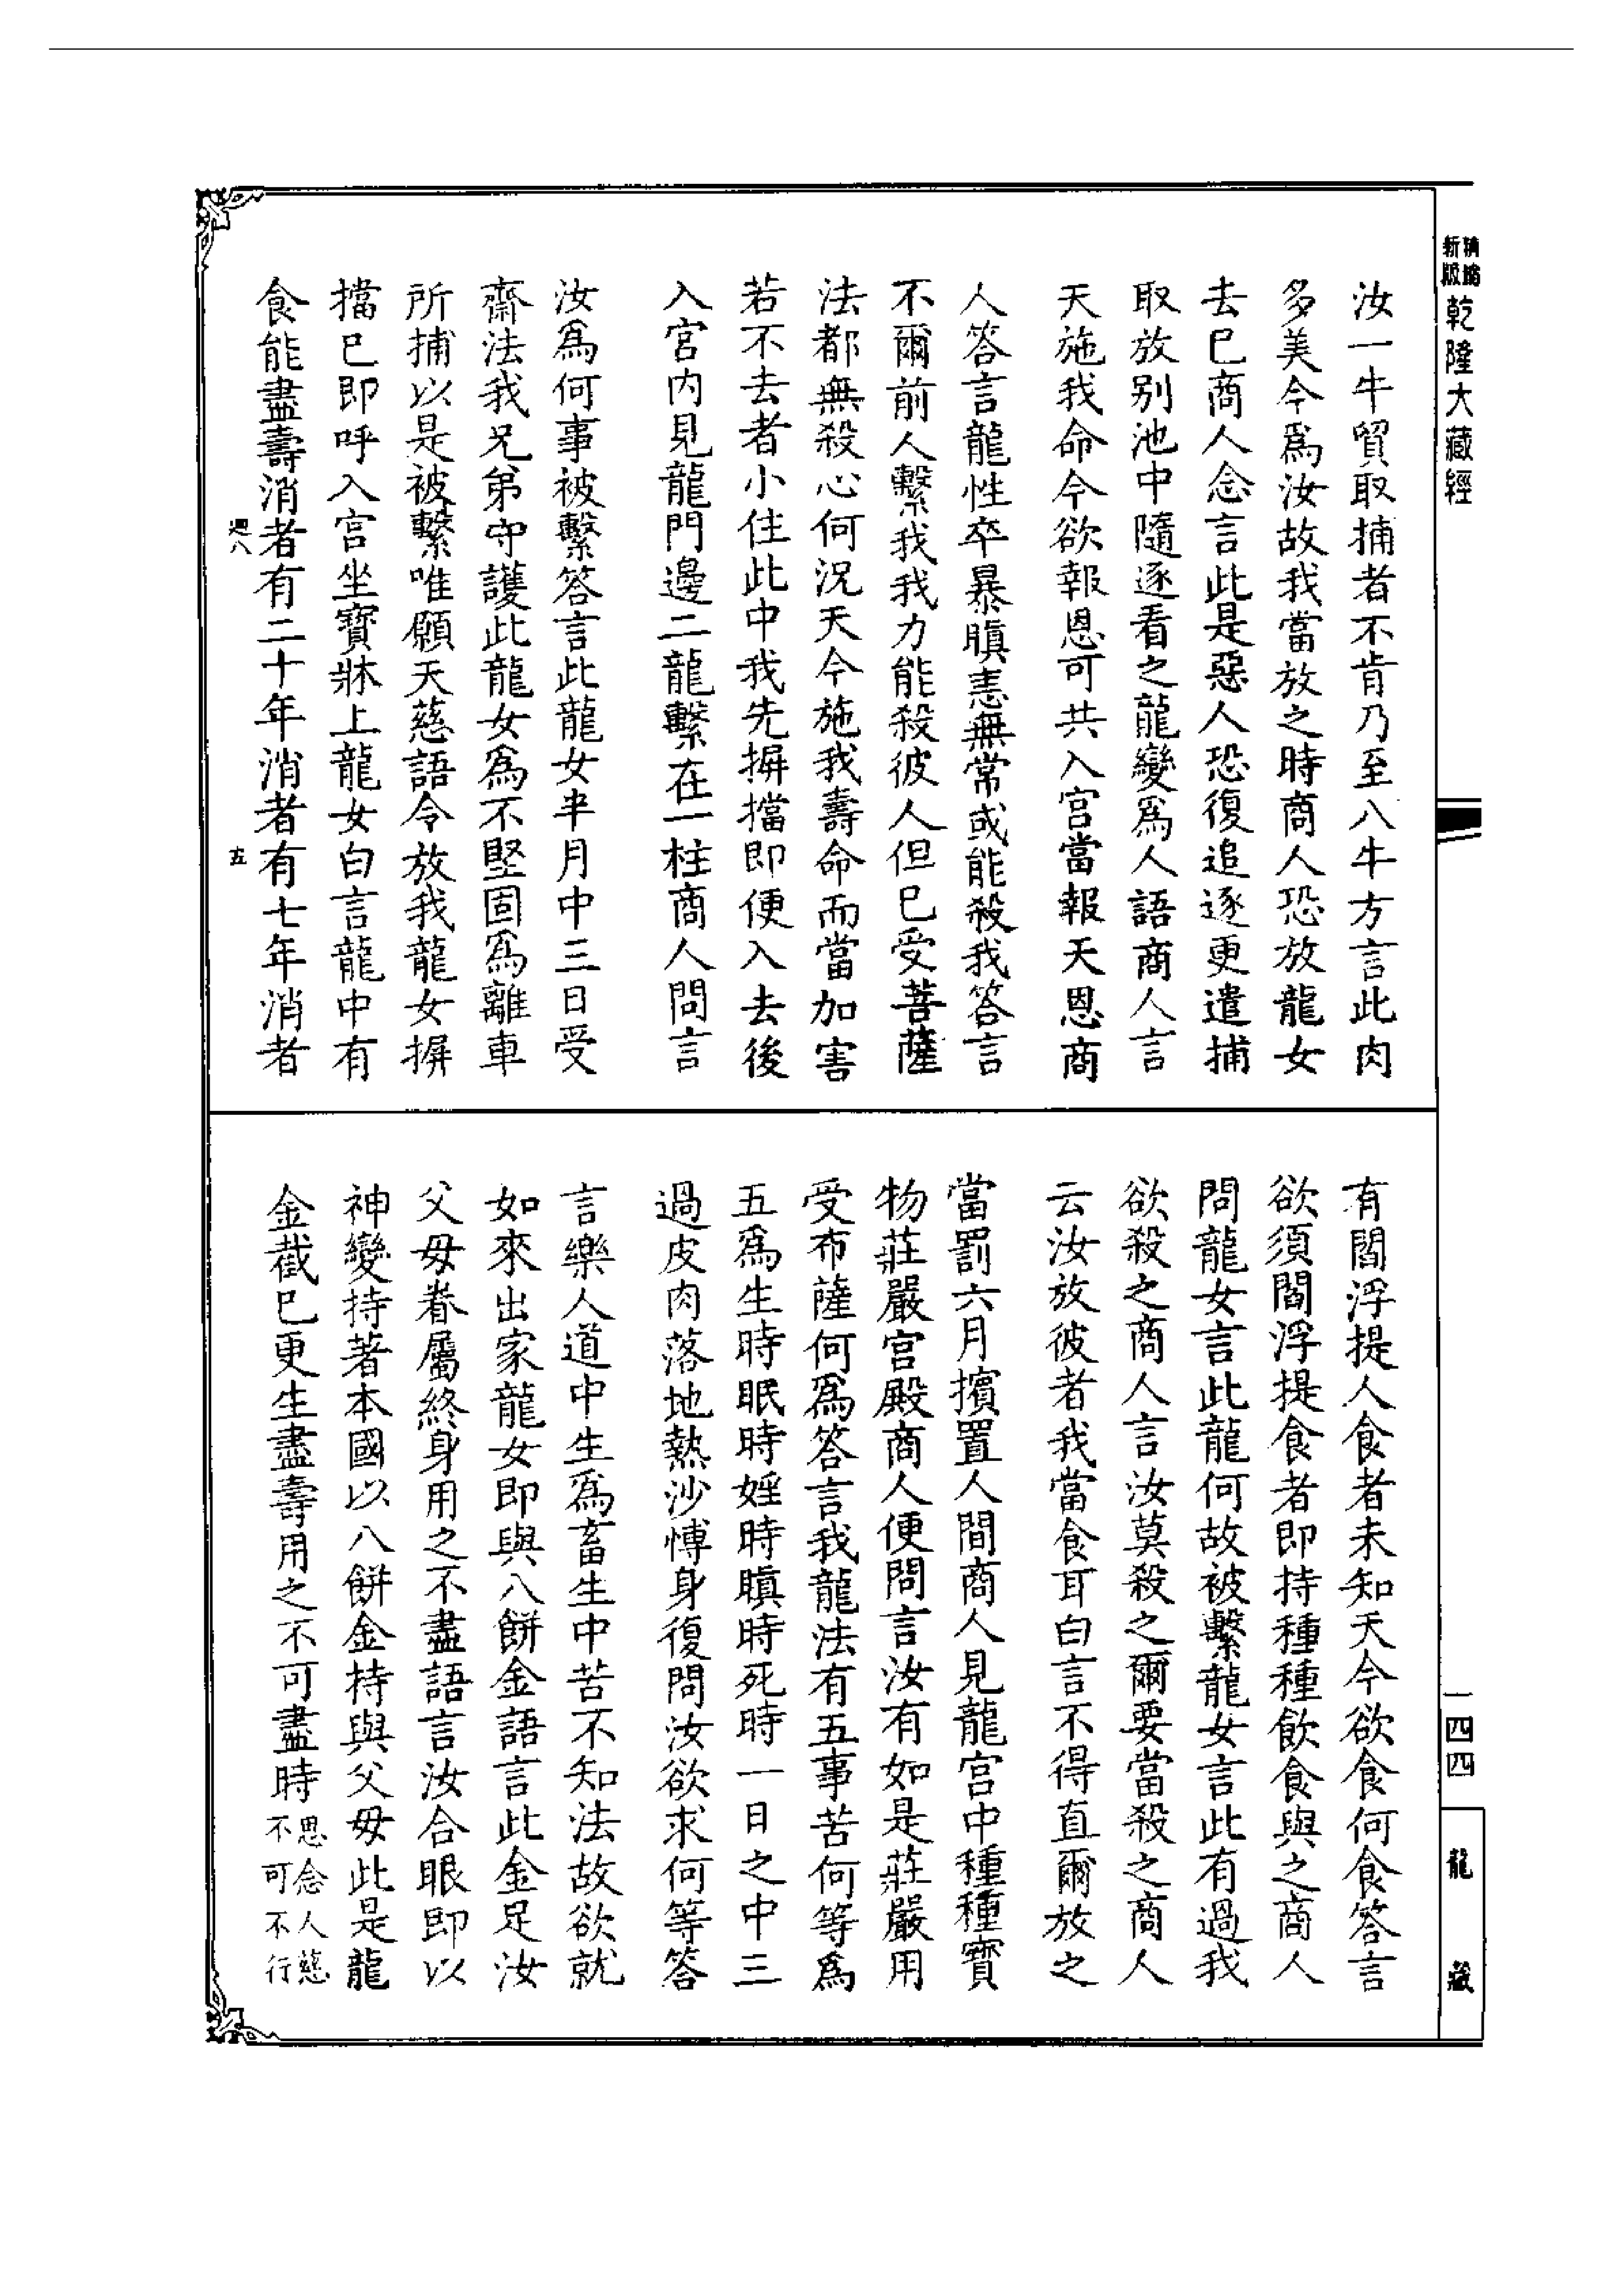 精縮
新版
乾隆大藏經
汝一牛貿取捕者不肯乃至八牛方言此肉
多美今爲汝故我當放之時商人恐放龍女
去已商人念言此是惡人恐復追逐更遣捕
取放別池中隨逐看之龍變爲人語商人言
天施我命今欲報恩可共入宫當報天恩商
人答言龍性卒暴瞋恚無常或能殺我答言
不爾前人繫我我力能殺彼人但已受菩薩
法都無殺心何況天今施我壽命而當加害
若不去者小住此中我先摒擋即便入去後
入宫内見龍門邊二龍繫在一柱商人問言
汝爲何事被繫答言此龍女半月中三日受
齋法我兄弟守護此龍女爲不堅固爲離車
所捕以是被繫唯願天慈語令放我龍女摒
擋已即呼入宫坐寶牀上龍女白言龍中有
食能盡壽消者有二十年消者有七年消者
有閻浮提人食者未知天今欲食何食答言
欲須閻浮提食者即持種種飲食與之商人
問龍女言此龍何故被繫龍女言此有過我
欲殺之商人言汝莫殺之爾要當殺之商人
云汝放彼者我當食耳白言不得直爾放之
當罰六月擯置人間商人見龍宫中種種寶
物莊嚴宫殿商人便問言汝有如是莊嚴用
受布薩何爲答言我龍法有五事苦何等爲
五爲生時眠時婬時瞋時死時一日之中三
過皮肉落地熱沙慱身復問汝欲求何等答
言樂人道中生爲畜生中苦不知法故欲就
如來出家龍女即與八餅金語言此金足汝
父母眷屬終身用之不盡語言汝合眼即以
神變持著本國以八餅金持與父母此是龍
金截已更生盡壽用之不可盡時思念人慈
不可不行
五
一四四
龍藏